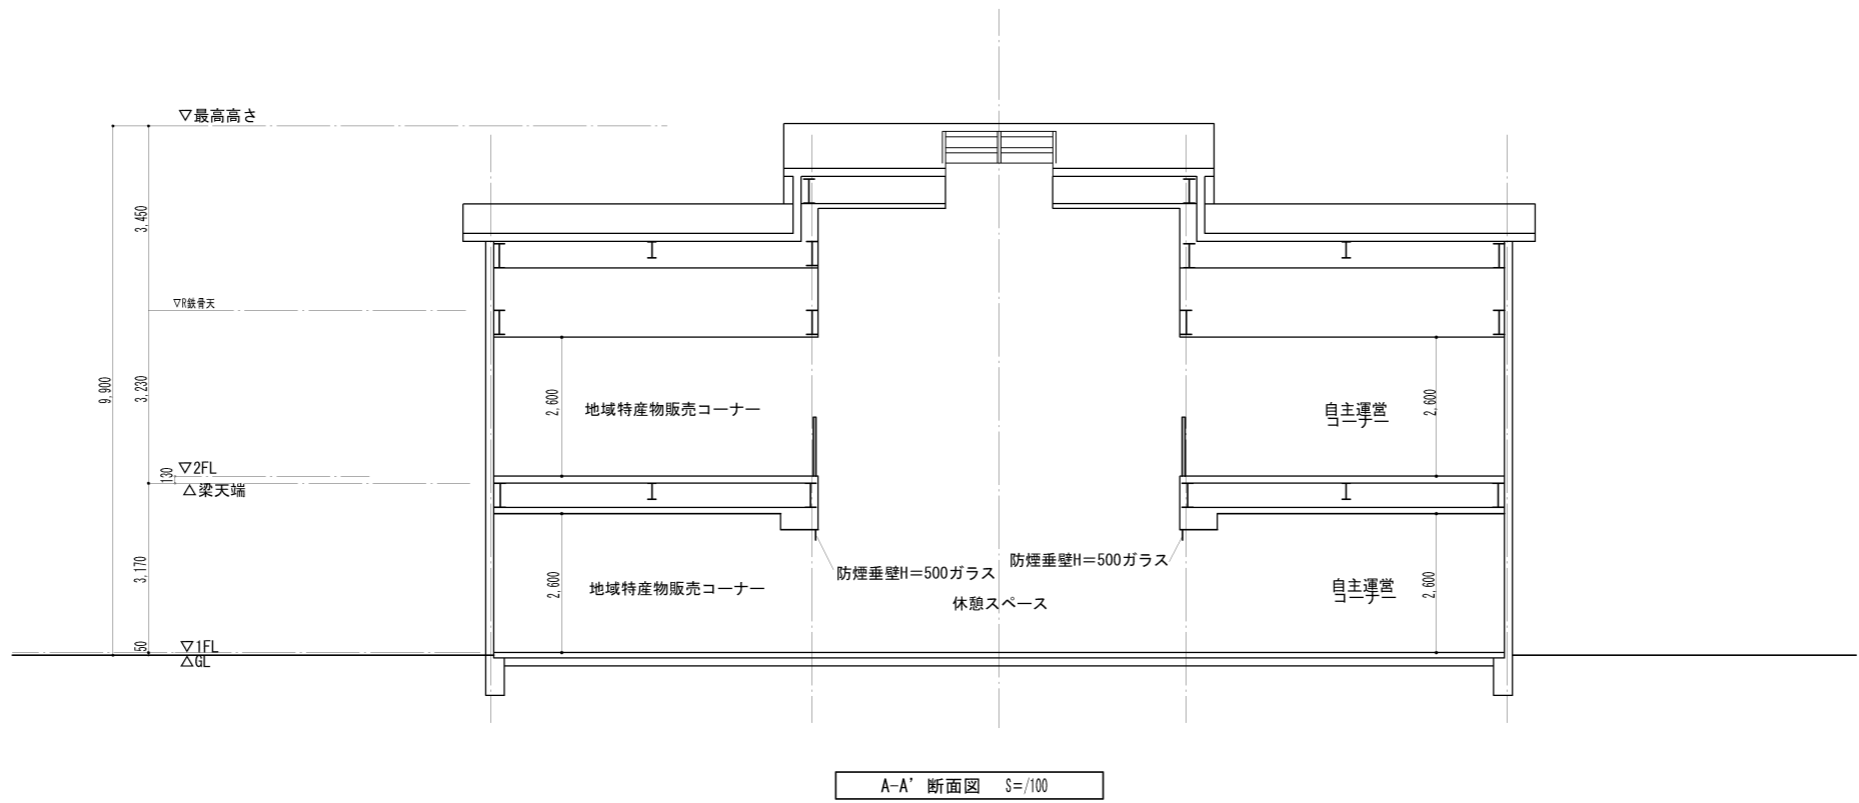 ▽最高高さ
3,450
▽R鉄骨天
9,900
3,230
2,600
地域特産物販売コーナー
自主運営
コーナー
2,600
▽2FL
130
△梁天端
防煙垂壁H=500ガラス
防煙垂壁H=500ガラス
3,170
2,600
地域特産物販売コーナー
休憩スペース
自主運営
コーナー
2,600
▽1FL
50
△GL
A-A' 断面図 S=/100